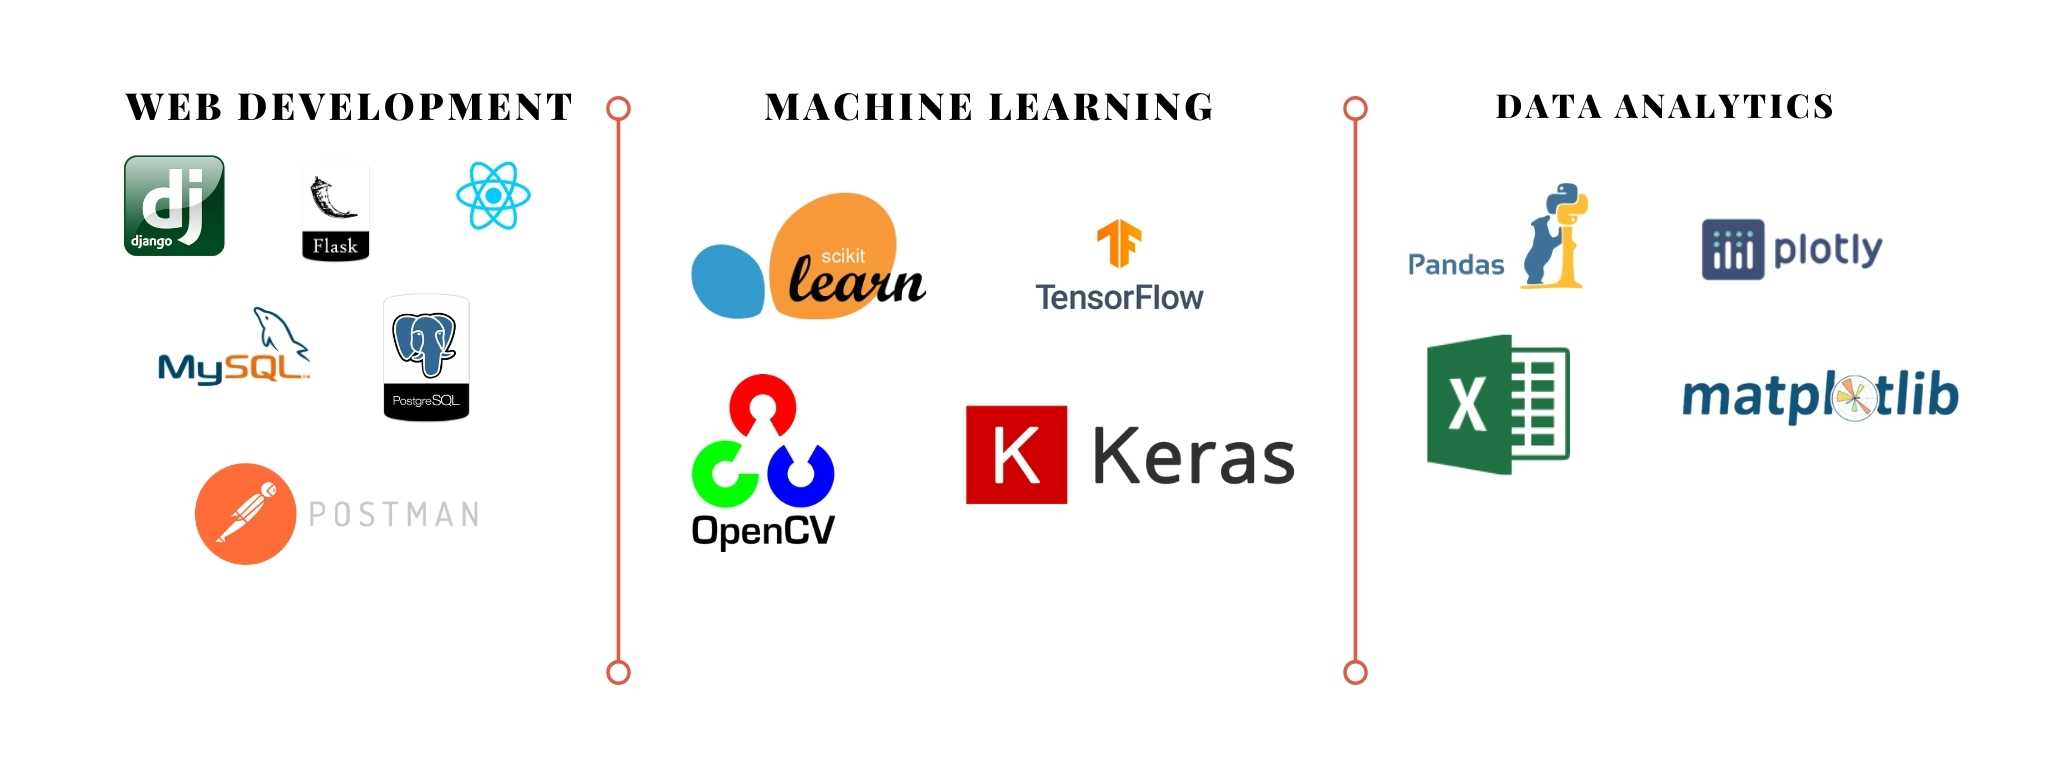 WEB DEVELOPMENT
dj
django
Flask
MySQL
PostgreSQL
POSTMAN
MACHINE LEARNING
scikit
learn
TF
TensorFlow
OpenCV
K Keras
DATA ANALYTICS
Pandas
plotly
X
matplotlib